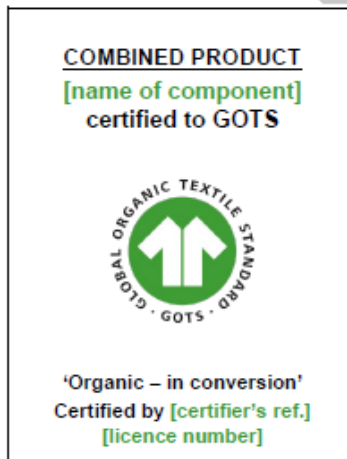 COMBINED PRODUCT
[name of component]
certified to GOTS
GLOBAL ORGANIC TEXTILE STANDARD · GOTS ·
‘Organic – in conversion’
Certified by [certifier’s ref.]
[licence number]